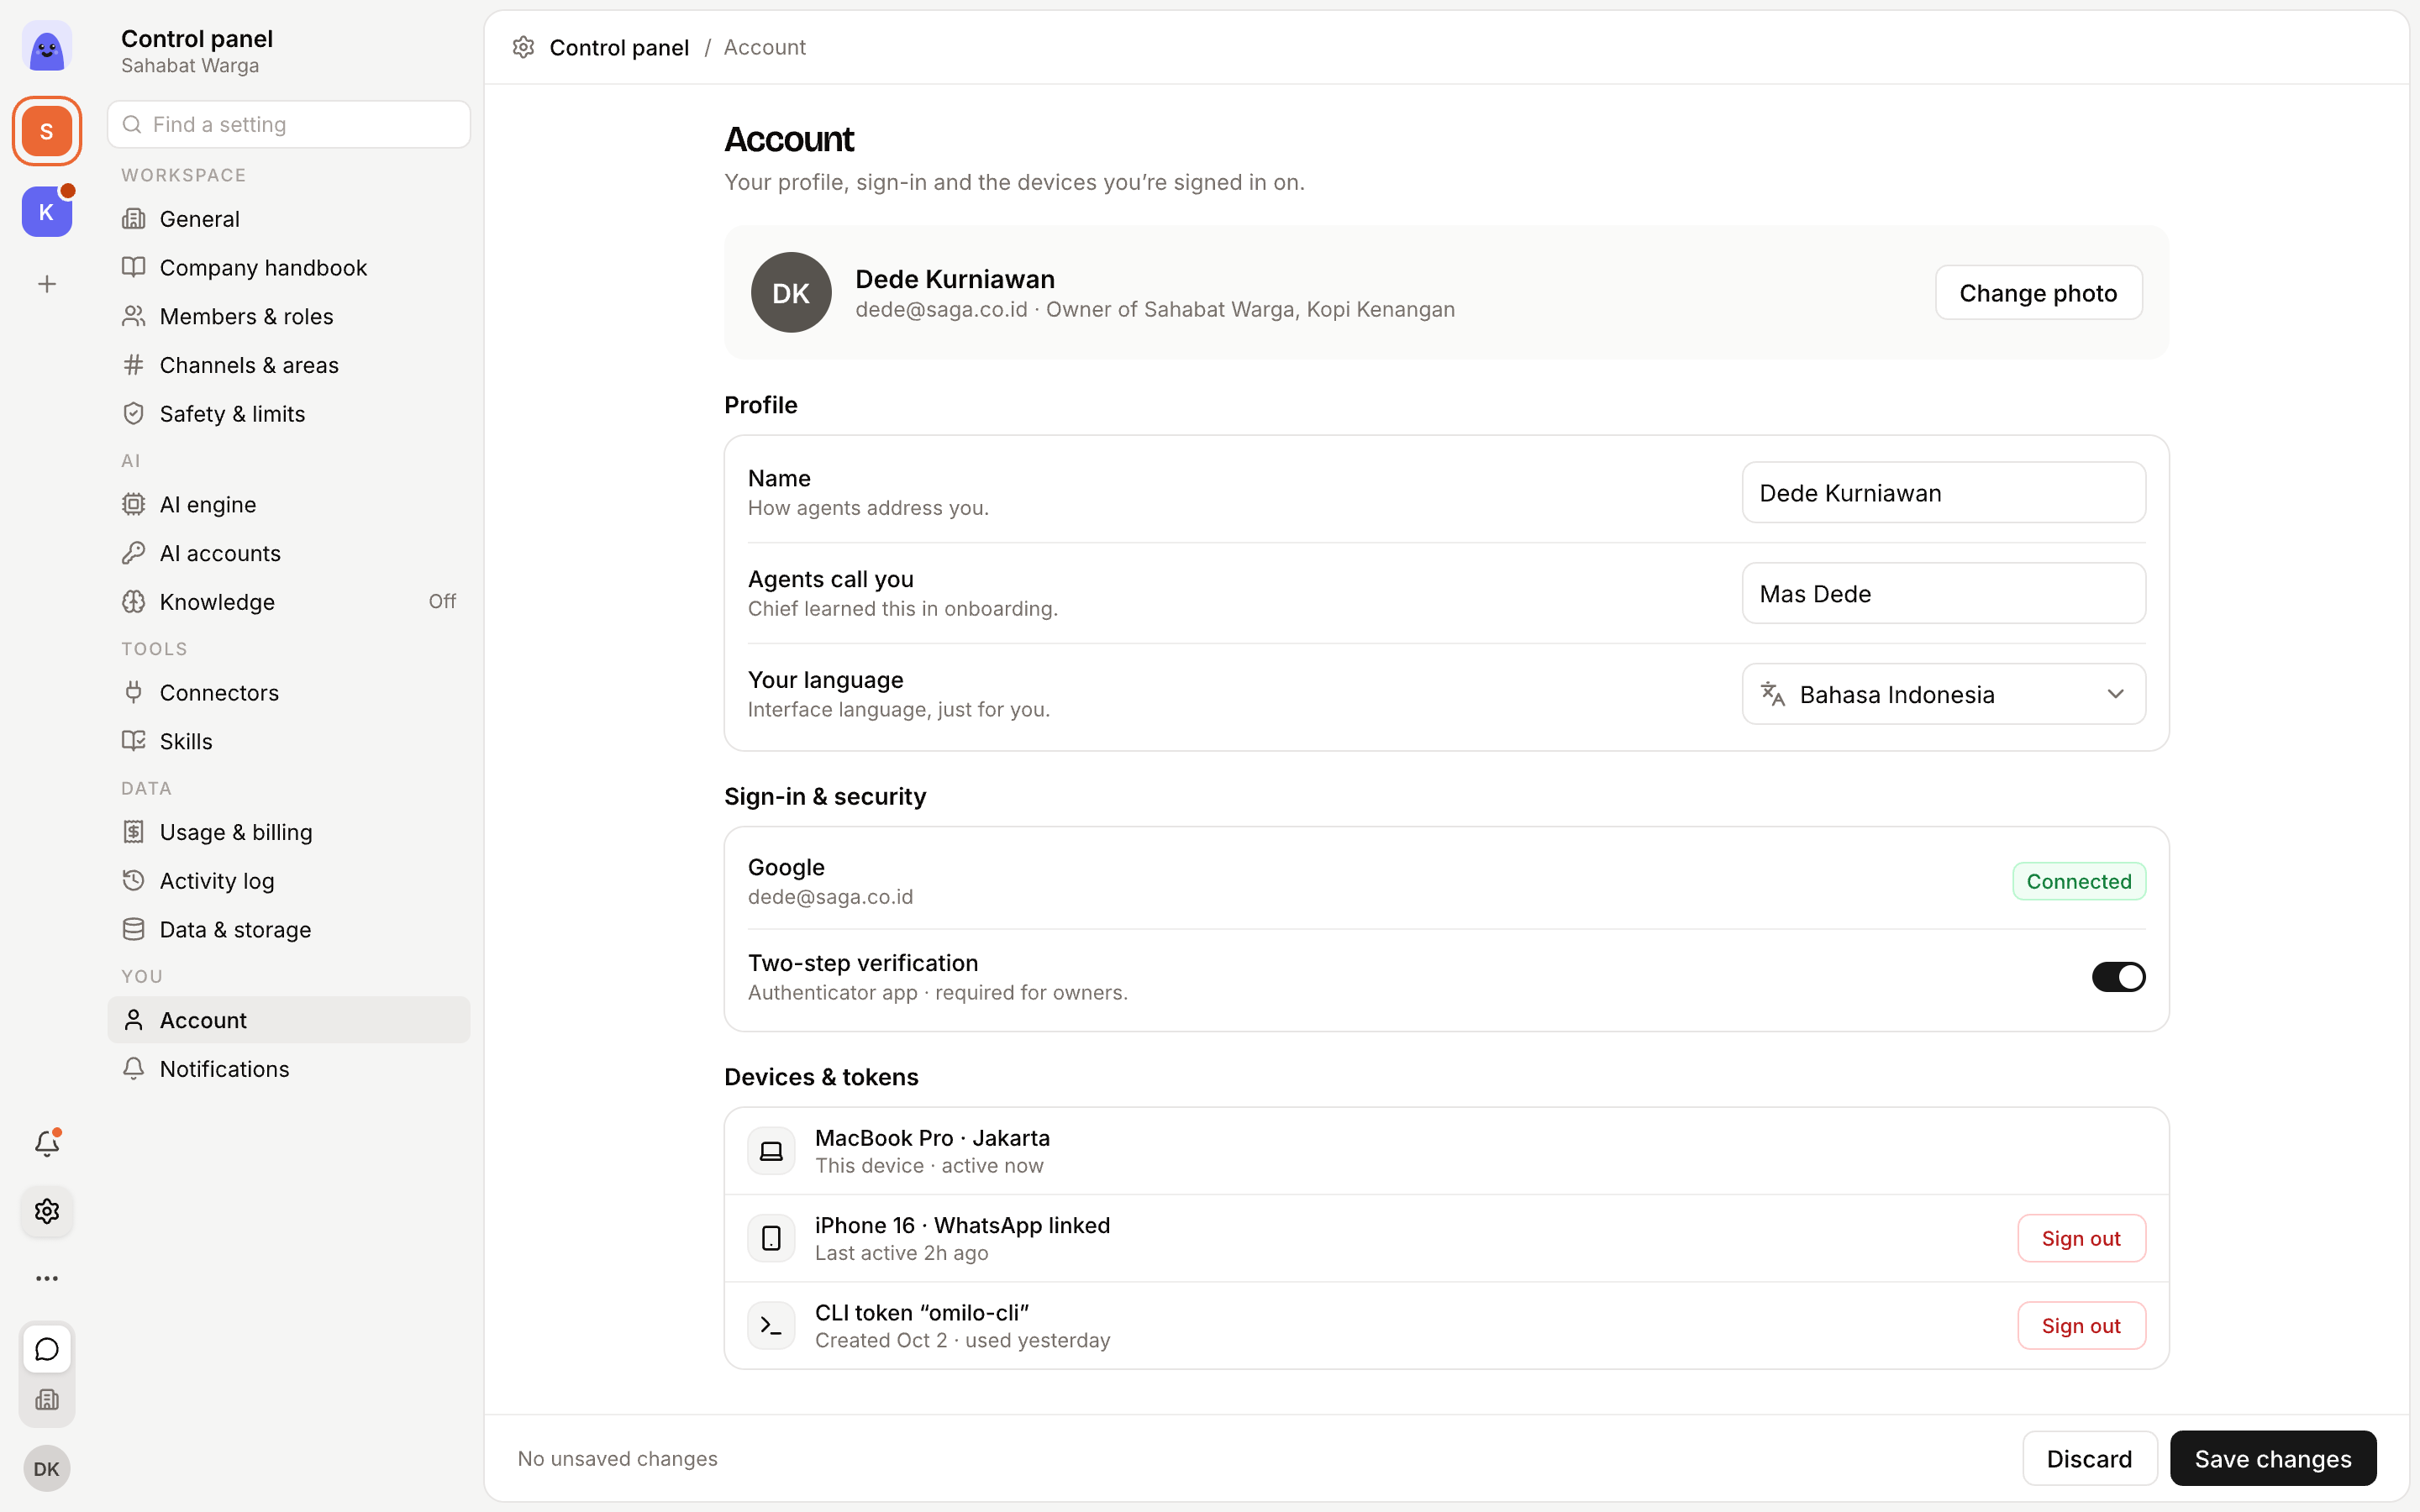 Control panel
Sahabat Warga
S
K
Find a setting
WORKSPACE
General
Company handbook
Members & roles
Channels & areas
Safety & limits
AI
AI engine
AI accounts
Knowledge Off
TOOLS
Connectors
Skills
DATA
Usage & billing
Activity log
Data & storage
YOU
Account
Notifications
DK
Control panel / Account
Account
Your profile, sign-in and the devices you’re signed in on.
DK
Dede Kurniawan
dede@saga.co.id · Owner of Sahabat Warga, Kopi Kenangan
Change photo
Profile
Name
How agents address you.
Dede Kurniawan
Agents call you
Chief learned this in onboarding.
Mas Dede
Your language
Interface language, just for you.
Bahasa Indonesia
Sign-in & security
Google
dede@saga.co.id
Connected
Two-step verification
Authenticator app · required for owners.
Devices & tokens
MacBook Pro · Jakarta
This device · active now
iPhone 16 · WhatsApp linked
Last active 2h ago
Sign out
CLI token “omilo-cli”
Created Oct 2 · used yesterday
Sign out
No unsaved changes
Discard
Save changes